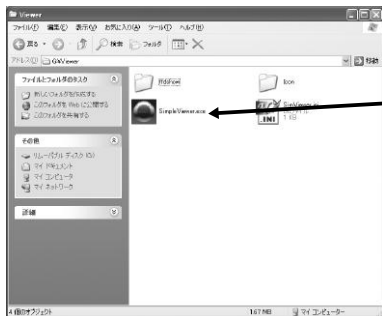 Viewer
ファイル(F) 編集(E) 表示(V) お気に入り(A) ツール(T) ヘルプ(H)
戻る 検索 フォルダ
アドレス(D) G:\Viewer 移動
ファイルとフォルダのタスク
新しいフォルダを作成する
このフォルダを Web に公開する
このフォルダを共有する
その他
リムーバブル ディスク (G:)
マイ ドキュメント
マイ コンピュータ
マイ ネットワーク
詳細
Icon
SimpleViewer.exe
.INI
1 KB
4 個のオブジェクト 1.67 MB マイ コンピュータ